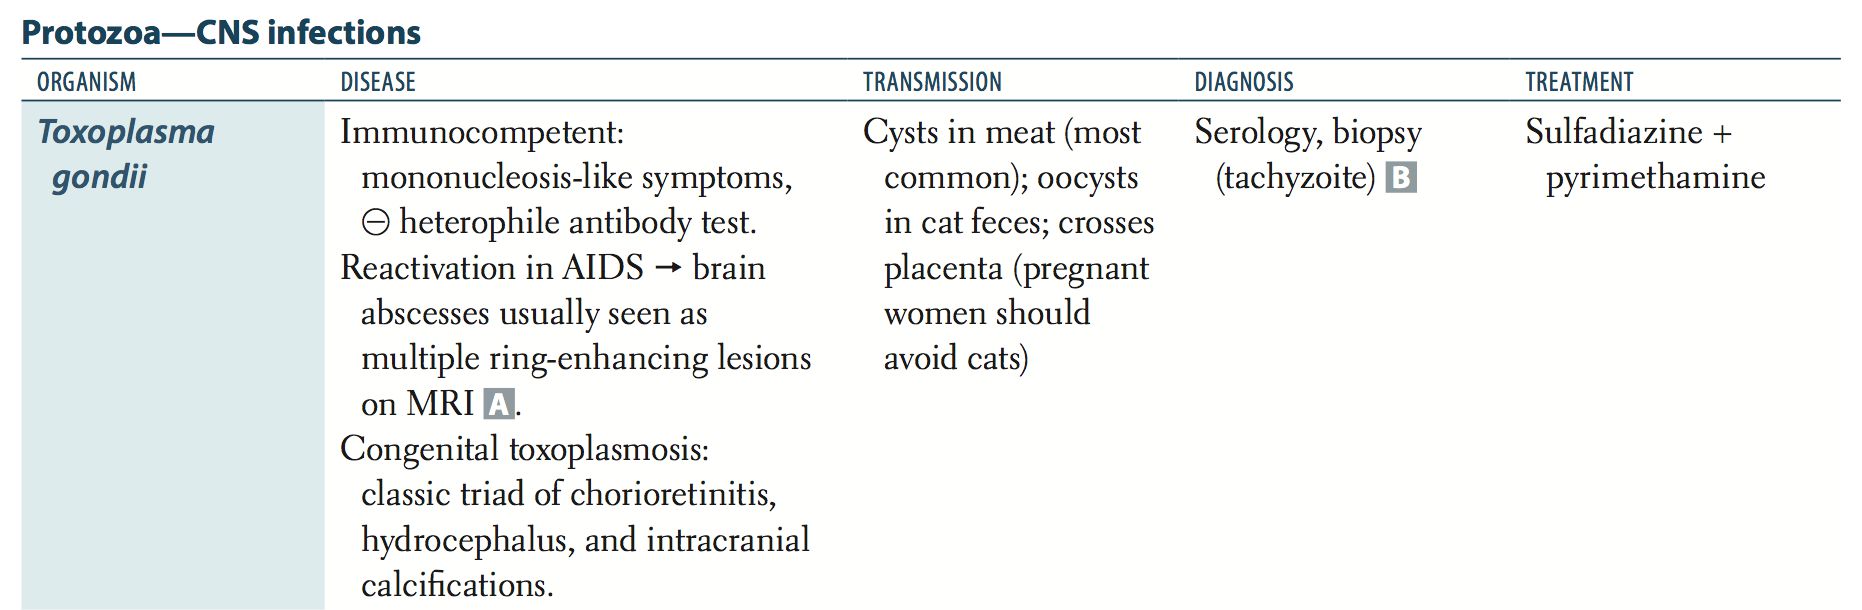 Protozoa—CNS infections
ORGANISM DISEASE TRANSMISSION DIAGNOSIS TREATMENT
Toxoplasma
gondii
Immunocompetent:
mononucleosis-like symptoms,
⊖ heterophile antibody test.
Reactivation in AIDS → brain
abscesses usually seen as
multiple ring-enhancing lesions
on MRI A.
Congenital toxoplasmosis:
classic triad of chorioretinitis,
hydrocephalus, and intracranial
calcifications.
Cysts in meat (most
common); oocysts
in cat feces; crosses
placenta (pregnant
women should
avoid cats)
Serology, biopsy
(tachyzoite) B
Sulfadiazine +
pyrimethamine